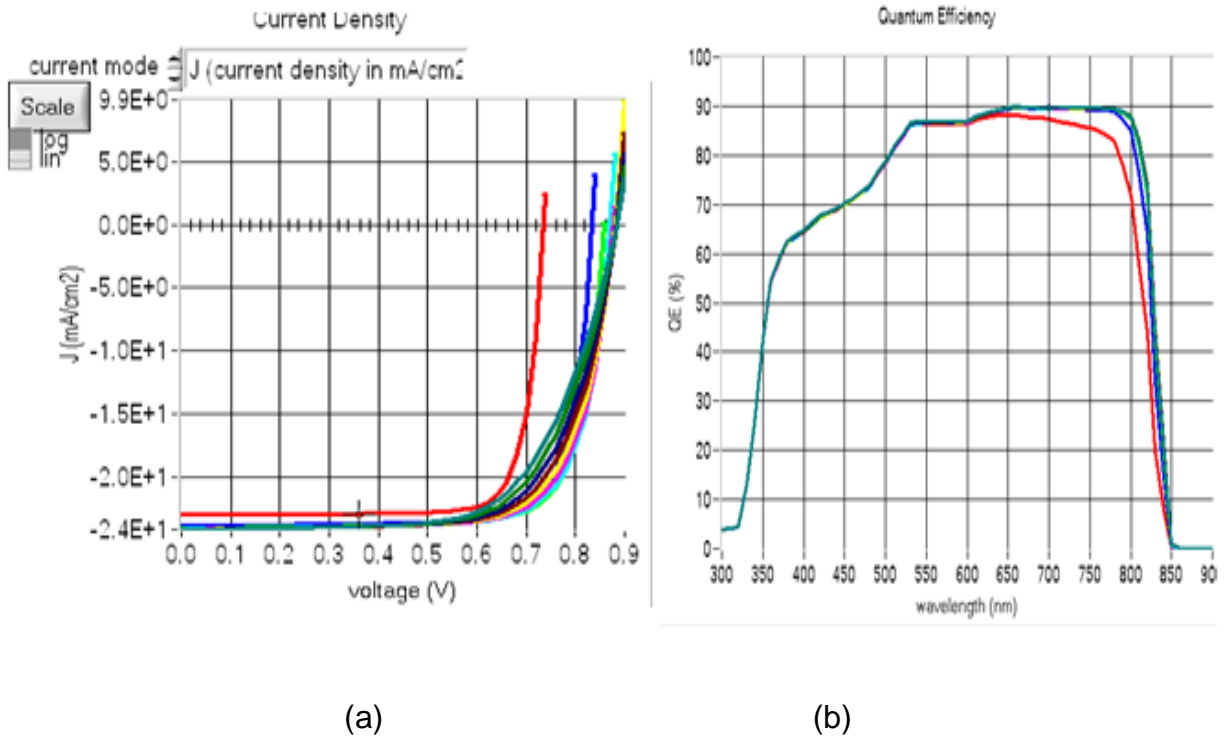 Current Density
current mode J (current density in mA/cm2
Scale
log
lin
9.9E+0
5.0E+0
0.0E+0
-5.0E+0
-1.0E+1
-1.5E+1
-2.0E+1
-2.4E+1
J (mA/cm2)
0.0 0.1 0.2 0.3 0.4 0.5 0.6 0.7 0.8 0.9
voltage (V)
(a)
Quantum Efficiency
100
90
80
70
60
50
40
30
20
10
0
QE (%)
300 350 400 450 500 550 600 650 700 750 800 850 90
wavelength (nm)
(b)